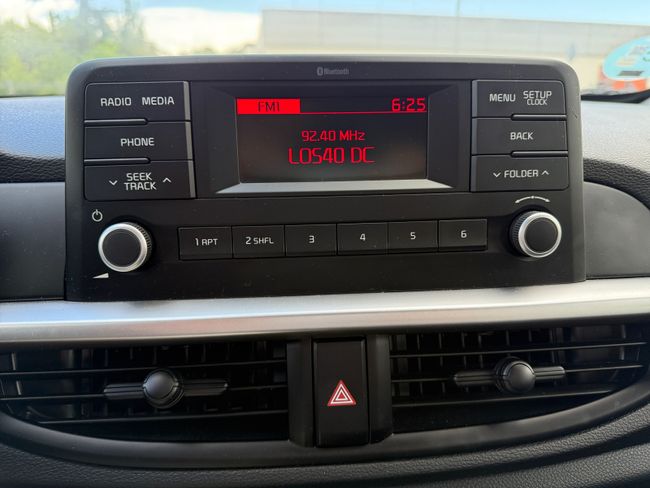 Bluetooth
RADIO MEDIA
PHONE
SEEK
TRACK
FM1 6:25
92.40 MHz
LOS40 DC
MENU SETUP
CLOCK
BACK
FOLDER
1 RPT 2 SHFL 3 4 5 6